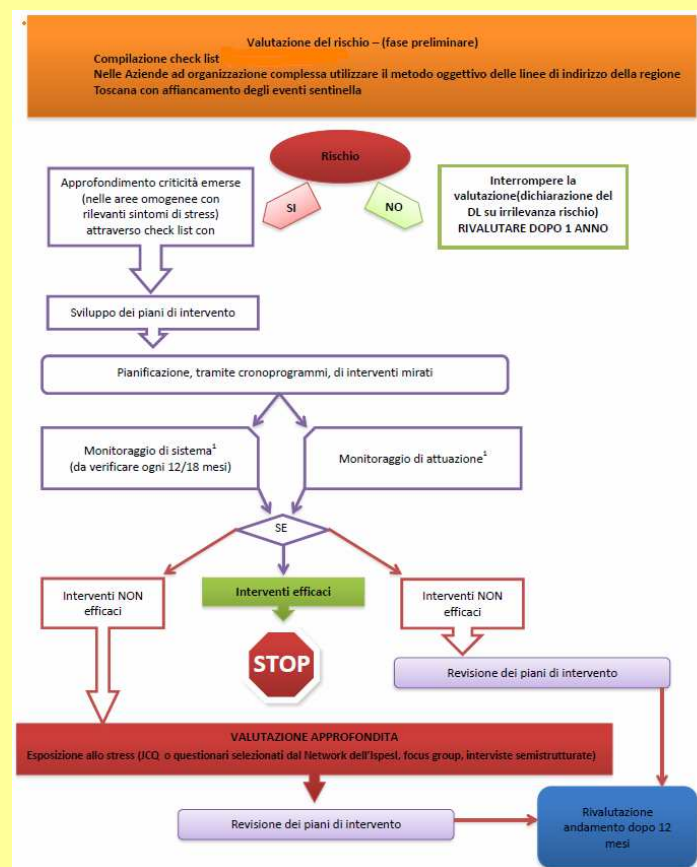 Valutazione del rischio – (fase preliminare)
Compilazione check list
Nelle Aziende ad organizzazione complessa utilizzare il metodo oggettivo delle linee di indirizzo della regione
Toscana con affiancamento degli eventi sentinella
Rischio
Approfondimento criticità emerse
(nelle aree omogenee con
rilevanti sintomi di stress)
attraverso check list con
SI
NO
Interrompere la
valutazione(dichiarazione del
DL su irrilevanza rischio)
RIVALUTARE DOPO 1 ANNO
Sviluppo dei piani di intervento
Pianificazione, tramite cronoprogrammi, di interventi mirati
Monitoraggio di sistema¹
(da verificare ogni 12/18 mesi)
Monitoraggio di attuazione¹
SE
Interventi NON
efficaci
Interventi efficaci
Interventi NON
efficaci
STOP
Revisione dei piani di intervento
VALUTAZIONE APPROFONDITA
Esposizione allo stress (JCQ o questionari selezionati dal Network dell'Ispesl, focus group, interviste semistrutturate)
Revisione dei piani di intervento
Rivalutazione
andamento dopo 12
mesi